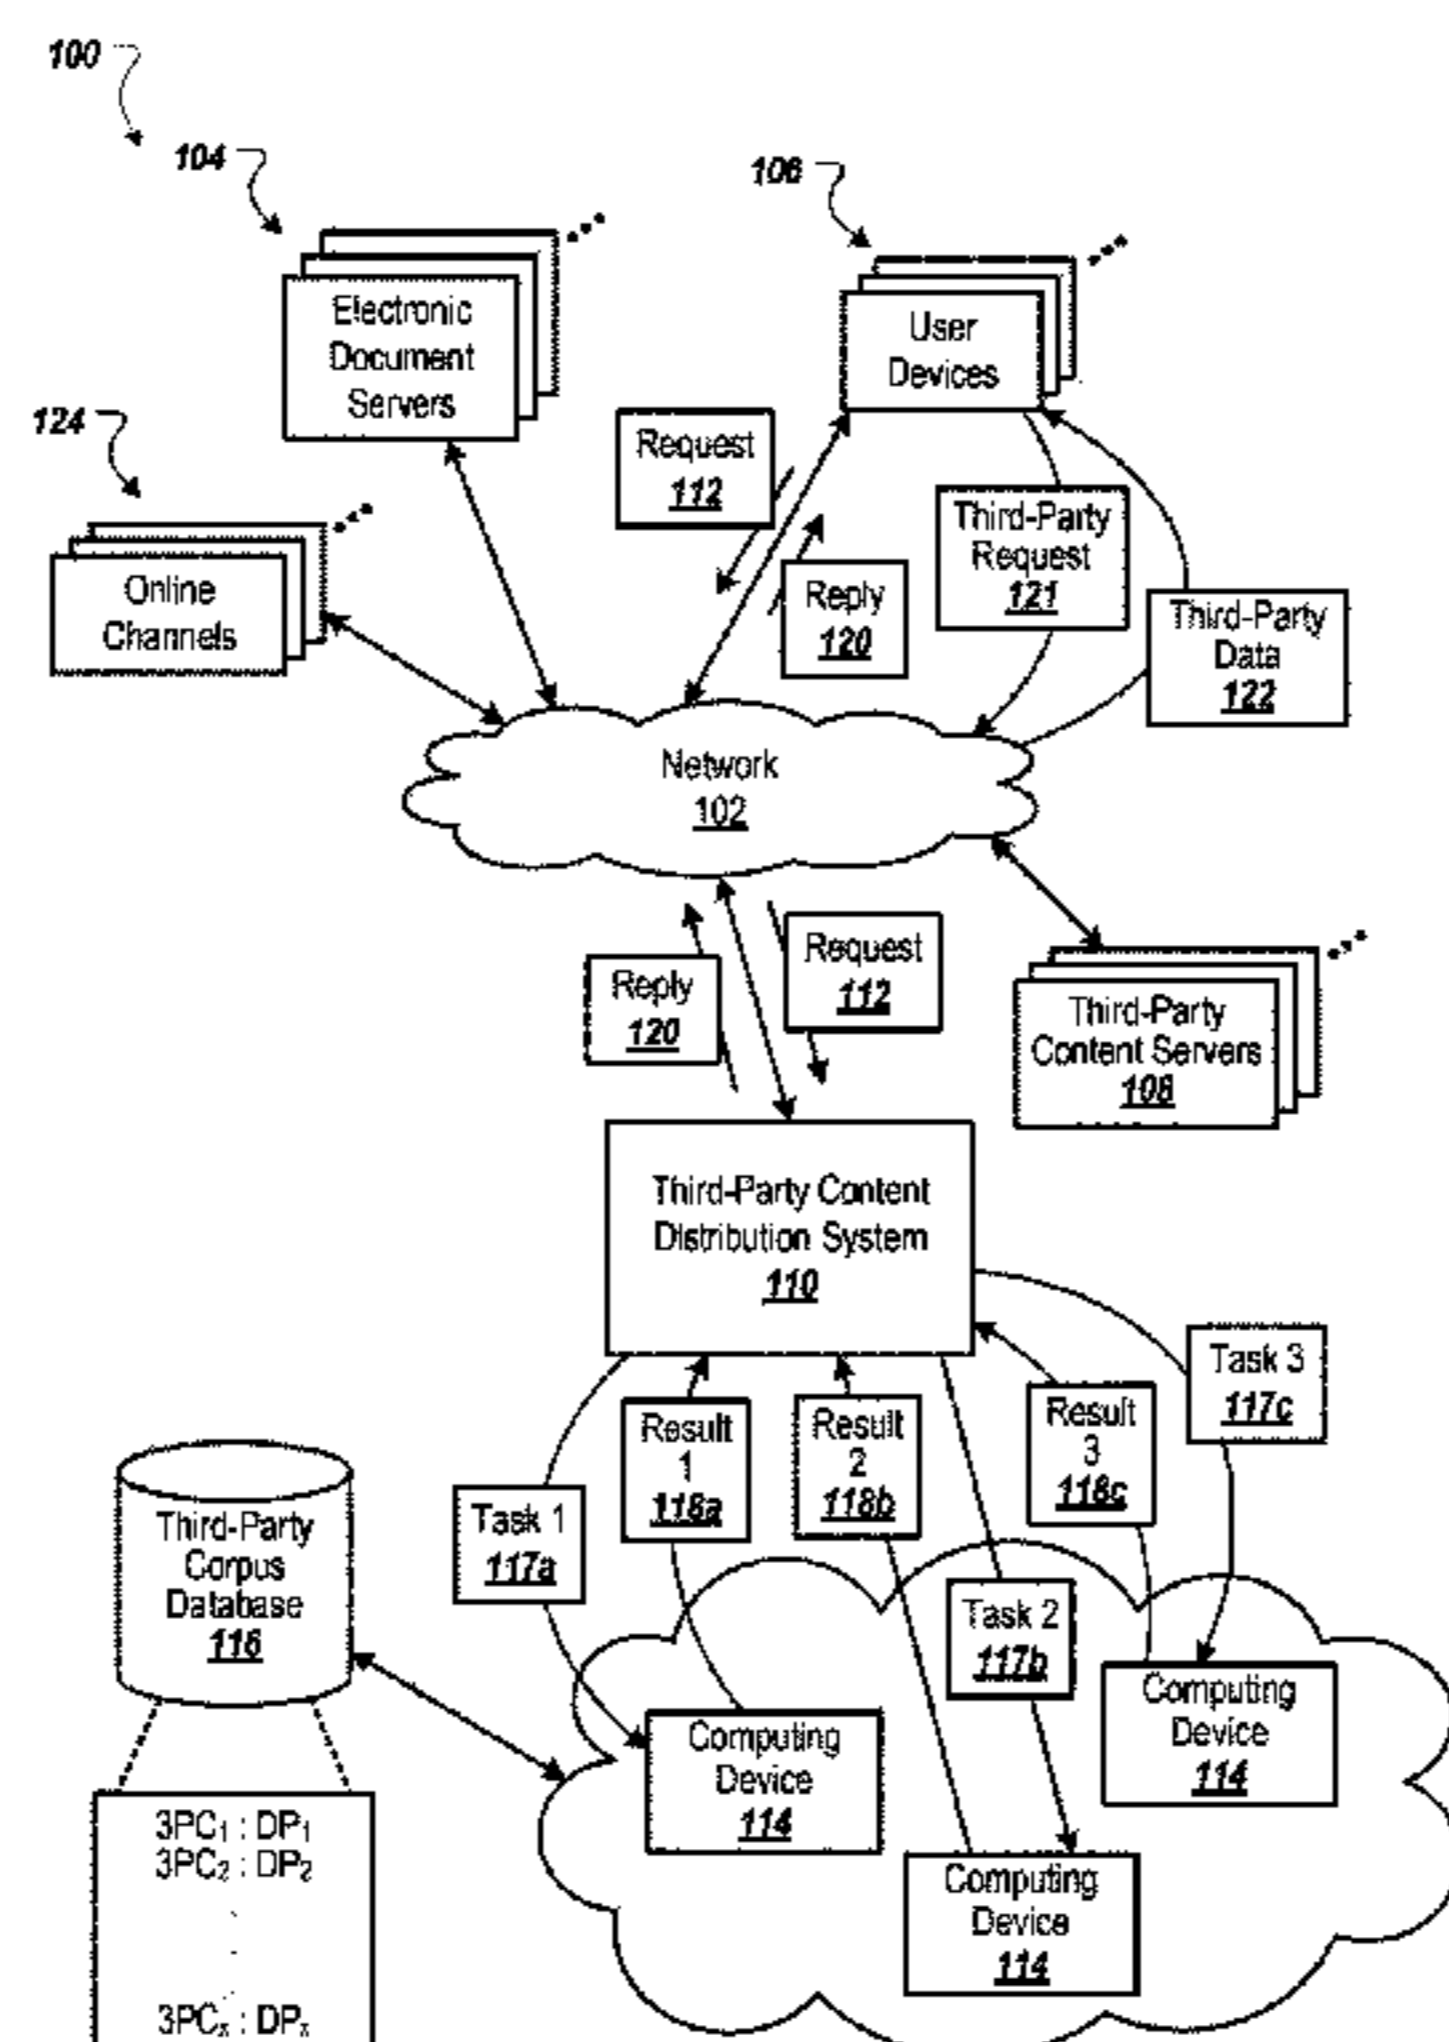 100
104
106
Electronic
Document
Servers
User
Devices
124
Request
112
Third-Party
Request
121
Online
Channels
Reply
120
Third-Party
Data
122
Network
102
Reply
120
Request
112
Third-Party
Content Servers
108
Third-Party Content
Distribution System
110
Task 3
117c
Result
1
118a
Result
2
118b
Result
3
118c
Task 1
117a
Third-Party
Corpus
Database
116
Task 2
117b
Computing
Device
114
Computing
Device
114
Computing
Device
114
3PC₁ : DP₁
3PC₂ : DP₂
.
.
.
3PCₓ : DPₓ